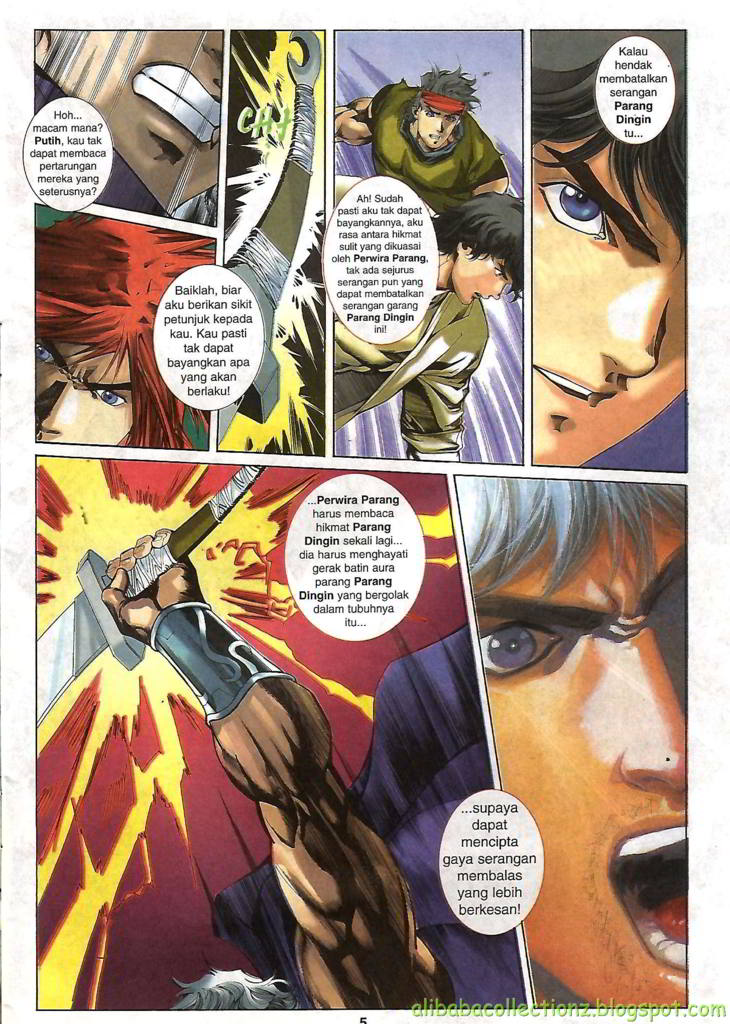 Hoh...
macam mana?
Putih, kau tak
dapat membaca
pertarungan
mereka yang
seterusnya?
Baiklah, biar
aku berikan sikit
petunjuk kepada
kau. Kau pasti
tak dapat
bayangkan apa
yang akan
berlaku!
Ah! Sudah
pasti aku tak dapat
bayangkannya, aku
rasa antara hikmat
sulit yang dikuasai
oleh Perwira Parang,
tak ada sejurus
serangan pun yang
dapat membatalkan
serangan garang
Parang Dingin
ini!
Kalau
hendak
membatalkan
serangan
Parang
Dingin
tu...
...Perwira Parang
harus membaca
hikmat Parang
Dingin sekali lagi...
dia harus menghayati
gerak batin aura
parang Parang
Dingin yang bergolak
dalam tubuhnya
itu...
...supaya
dapat
mencipta
gaya serangan
membalas
yang lebih
berkesan!
5
alibabacollectionz.blogspot.com